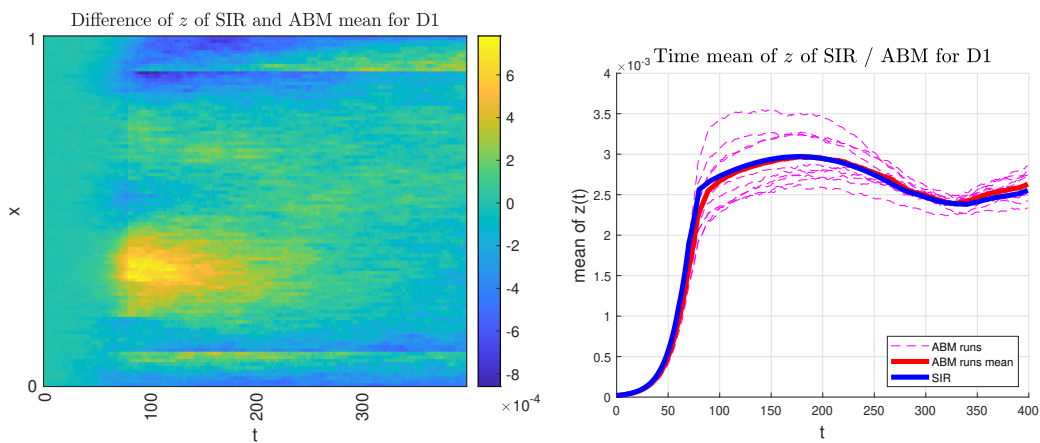 Difference of z of SIR and ABM mean for D1
1
x
0
0
100
200
300
t
6
4
2
0
-2
-4
-6
-8
×10⁻⁴
Time mean of z of SIR / ABM for D1
×10⁻³
4
3.5
3
2.5
2
1.5
1
0.5
0
mean of z(t)
0 50 100 150 200 250 300 350 400
t
ABM runs
ABM runs mean
SIR